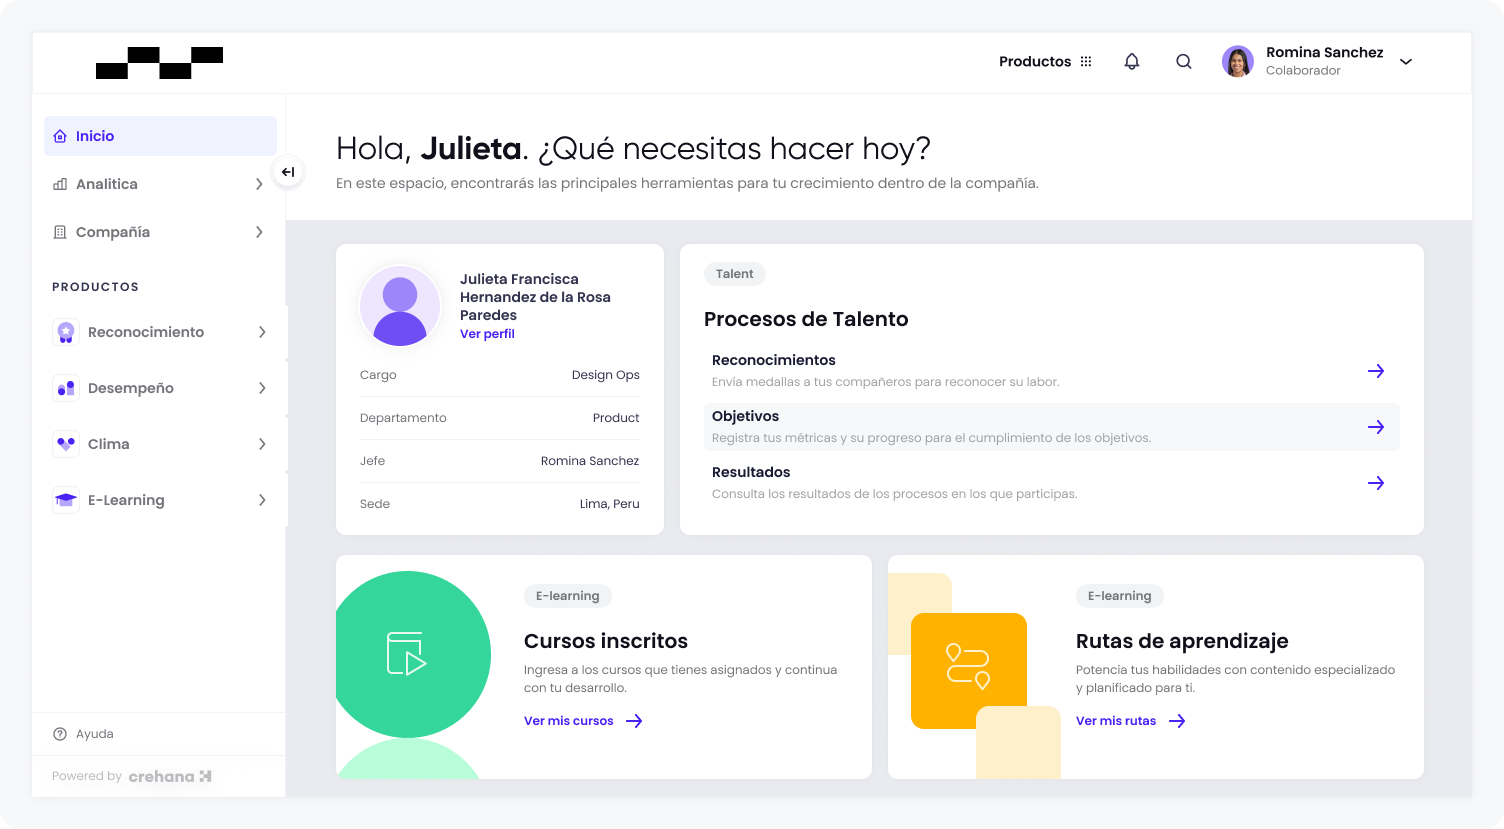 Productos
Romina Sanchez
Colaborador
Inicio
Analitica
Compañía
PRODUCTOS
Reconocimiento
Desempeño
Clima
E-Learning
Ayuda
Powered by crehana
Hola, Julieta. ¿Qué necesitas hacer hoy?
En este espacio, encontrarás las principales herramientas para tu crecimiento dentro de la compañía.
Julieta Francisca
Hernandez de la Rosa
Paredes
Ver perfil
Cargo Design Ops
Departamento Product
Jefe Romina Sanchez
Sede Lima, Peru
Talent
Procesos de Talento
Reconocimientos
Envia medallas a tus compañeros para reconocer su labor.
Objetivos
Registra tus métricas y su progreso para el cumplimiento de los objetivos.
Resultados
Consulta los resultados de los procesos en los que participas.
E-learning
Cursos inscritos
Ingresa a los cursos que tienes asignados y continua
con tu desarrollo.
Ver mis cursos
E-learning
Rutas de aprendizaje
Potencia tus habilidades con contenido especializado
y planificado para ti.
Ver mis rutas